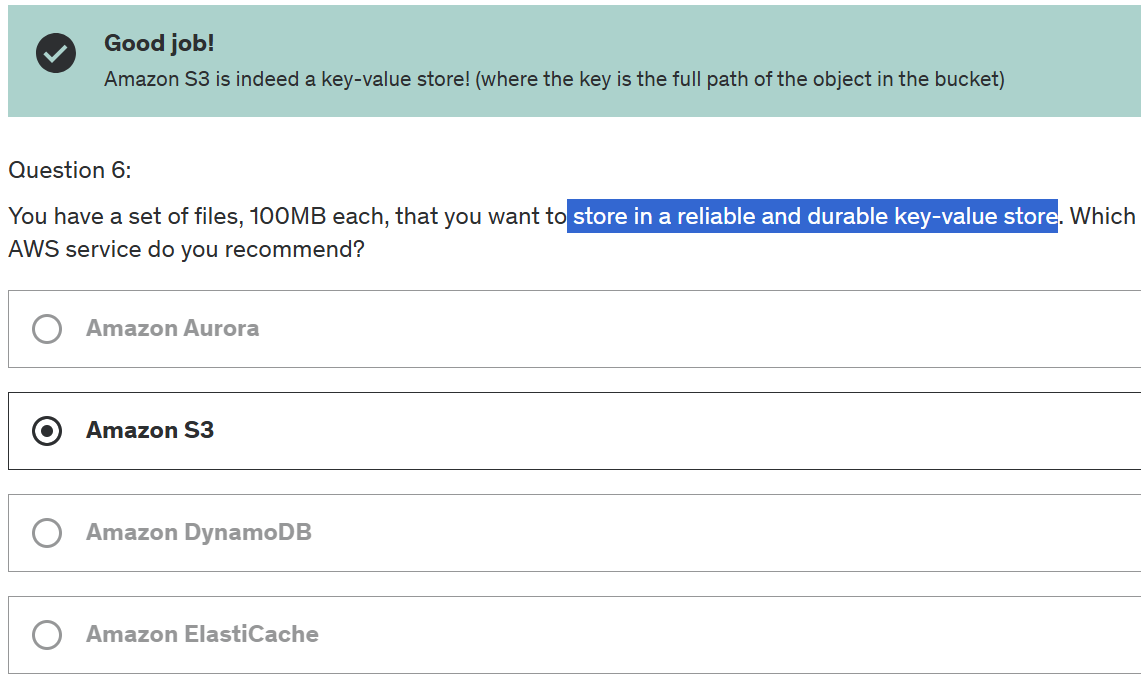 Good job!
Amazon S3 is indeed a key-value store! (where the key is the full path of the object in the bucket)
Question 6:
You have a set of files, 100MB each, that you want to store in a reliable and durable key-value store. Which
AWS service do you recommend?
Amazon Aurora
Amazon S3
Amazon DynamoDB
Amazon ElastiCache